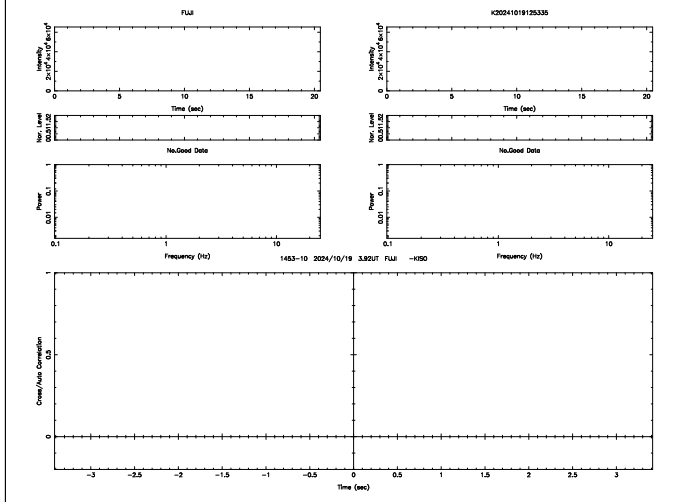 FUJI
K20241019125335
Intensity
0 2×10⁴ 4×10⁴ 6×10⁴
0 5 10 15 20
Time (sec)
Intensity
0 2×10⁴ 4×10⁴ 6×10⁴
0 5 10 15 20
Time (sec)
Nor. Level
00.511.52
Nor. Level
00.511.52
No.Good Data
No.Good Data
Power
1
0.1
0.01
0.1 1 10
Frequency (Hz)
Power
1
0.1
0.01
0.1 1 10
Frequency (Hz)
1453-10 2024/10/19 3.92UT FUJI -KISO
Cross/Auto Correlation
1
0.5
0
-3 -2.5 -2 -1.5 -1 -0.5 0 0.5 1 1.5 2 2.5 3
Time (sec)